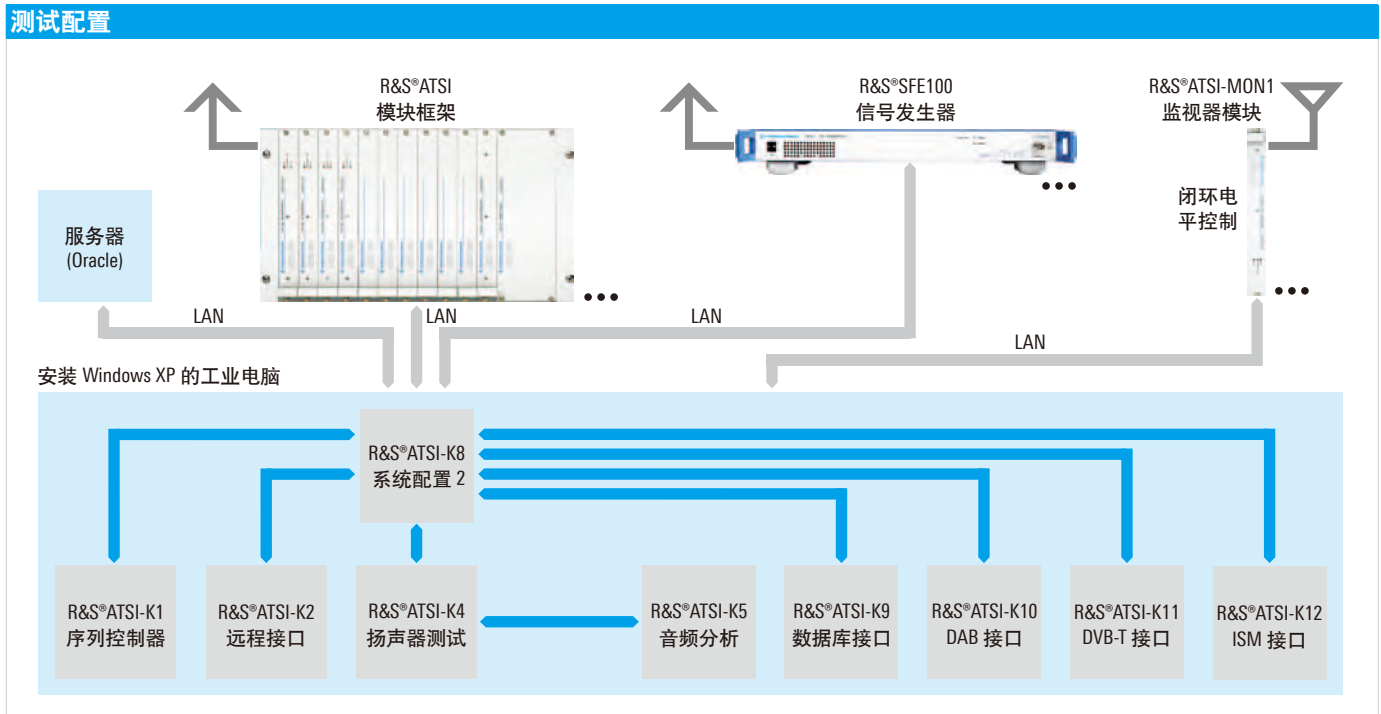 测试配置
R&S®ATSI
模块框架
R&S®SFE100
信号发生器
R&S®ATSI-MON1
监视器模块
服务器
(Oracle)
闭环电
平控制
LAN
LAN
LAN
LAN
安装 Windows XP 的工业电脑
R&S®ATSI-K8
系统配置 2
R&S®ATSI-K1
序列控制器
R&S®ATSI-K2
远程接口
R&S®ATSI-K4
扬声器测试
R&S®ATSI-K5
音频分析
R&S®ATSI-K9
数据库接口
R&S®ATSI-K10
DAB 接口
R&S®ATSI-K11
DVB-T 接口
R&S®ATSI-K12
ISM 接口